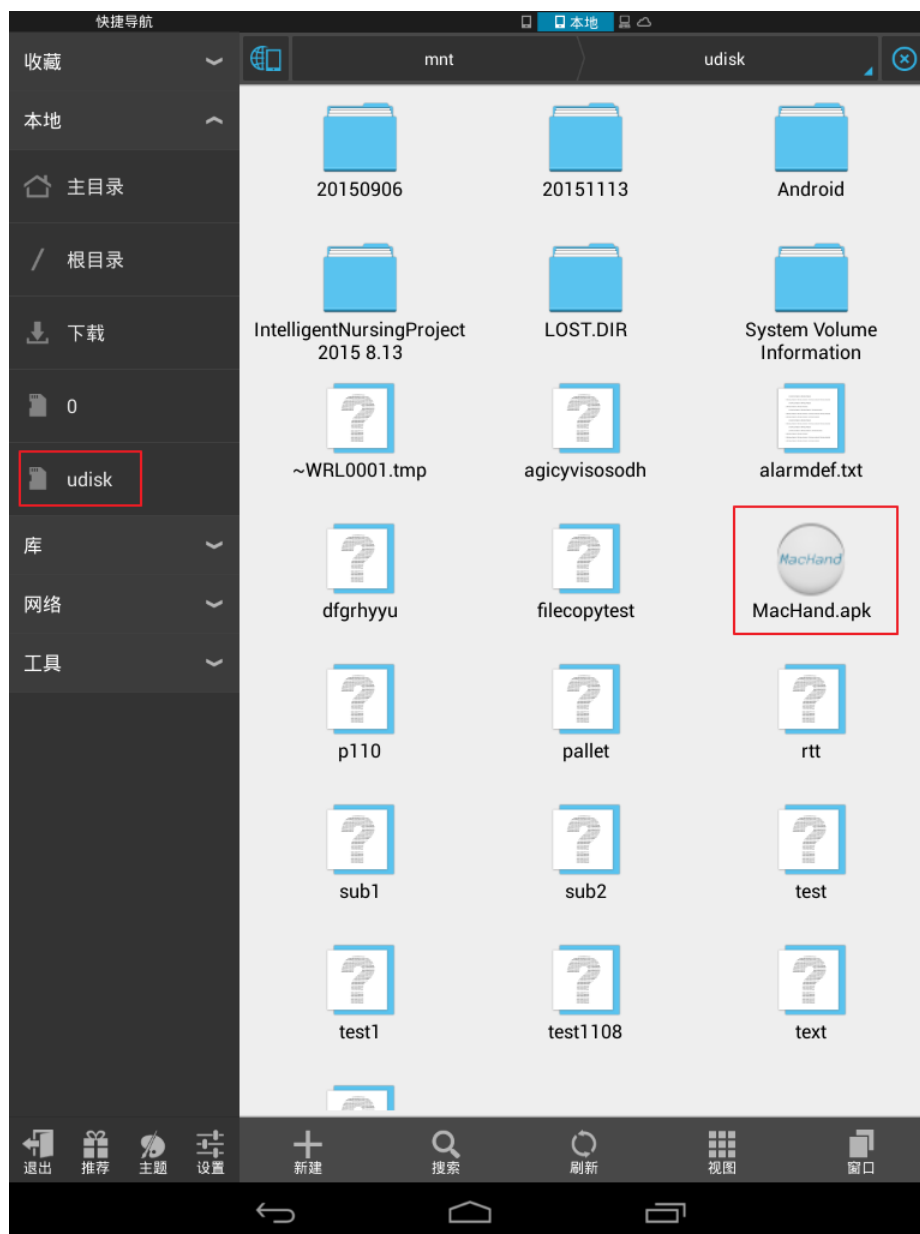 快捷导航
本地
收藏
mnt
udisk
本地
主目录
根目录
下载
0
udisk
库
网络
工具
20150906
20151113
Android
IntelligentNursingProject
2015 8.13
LOST.DIR
System Volume
Information
~WRL0001.tmp
agicyvisosodh
alarmdef.txt
dfgrhyyu
filecopytest
MacHand
MacHand.apk
p110
pallet
rtt
sub1
sub2
test
test1
test1108
text
退出
推荐
主题
设置
新建
搜索
刷新
视图
窗口